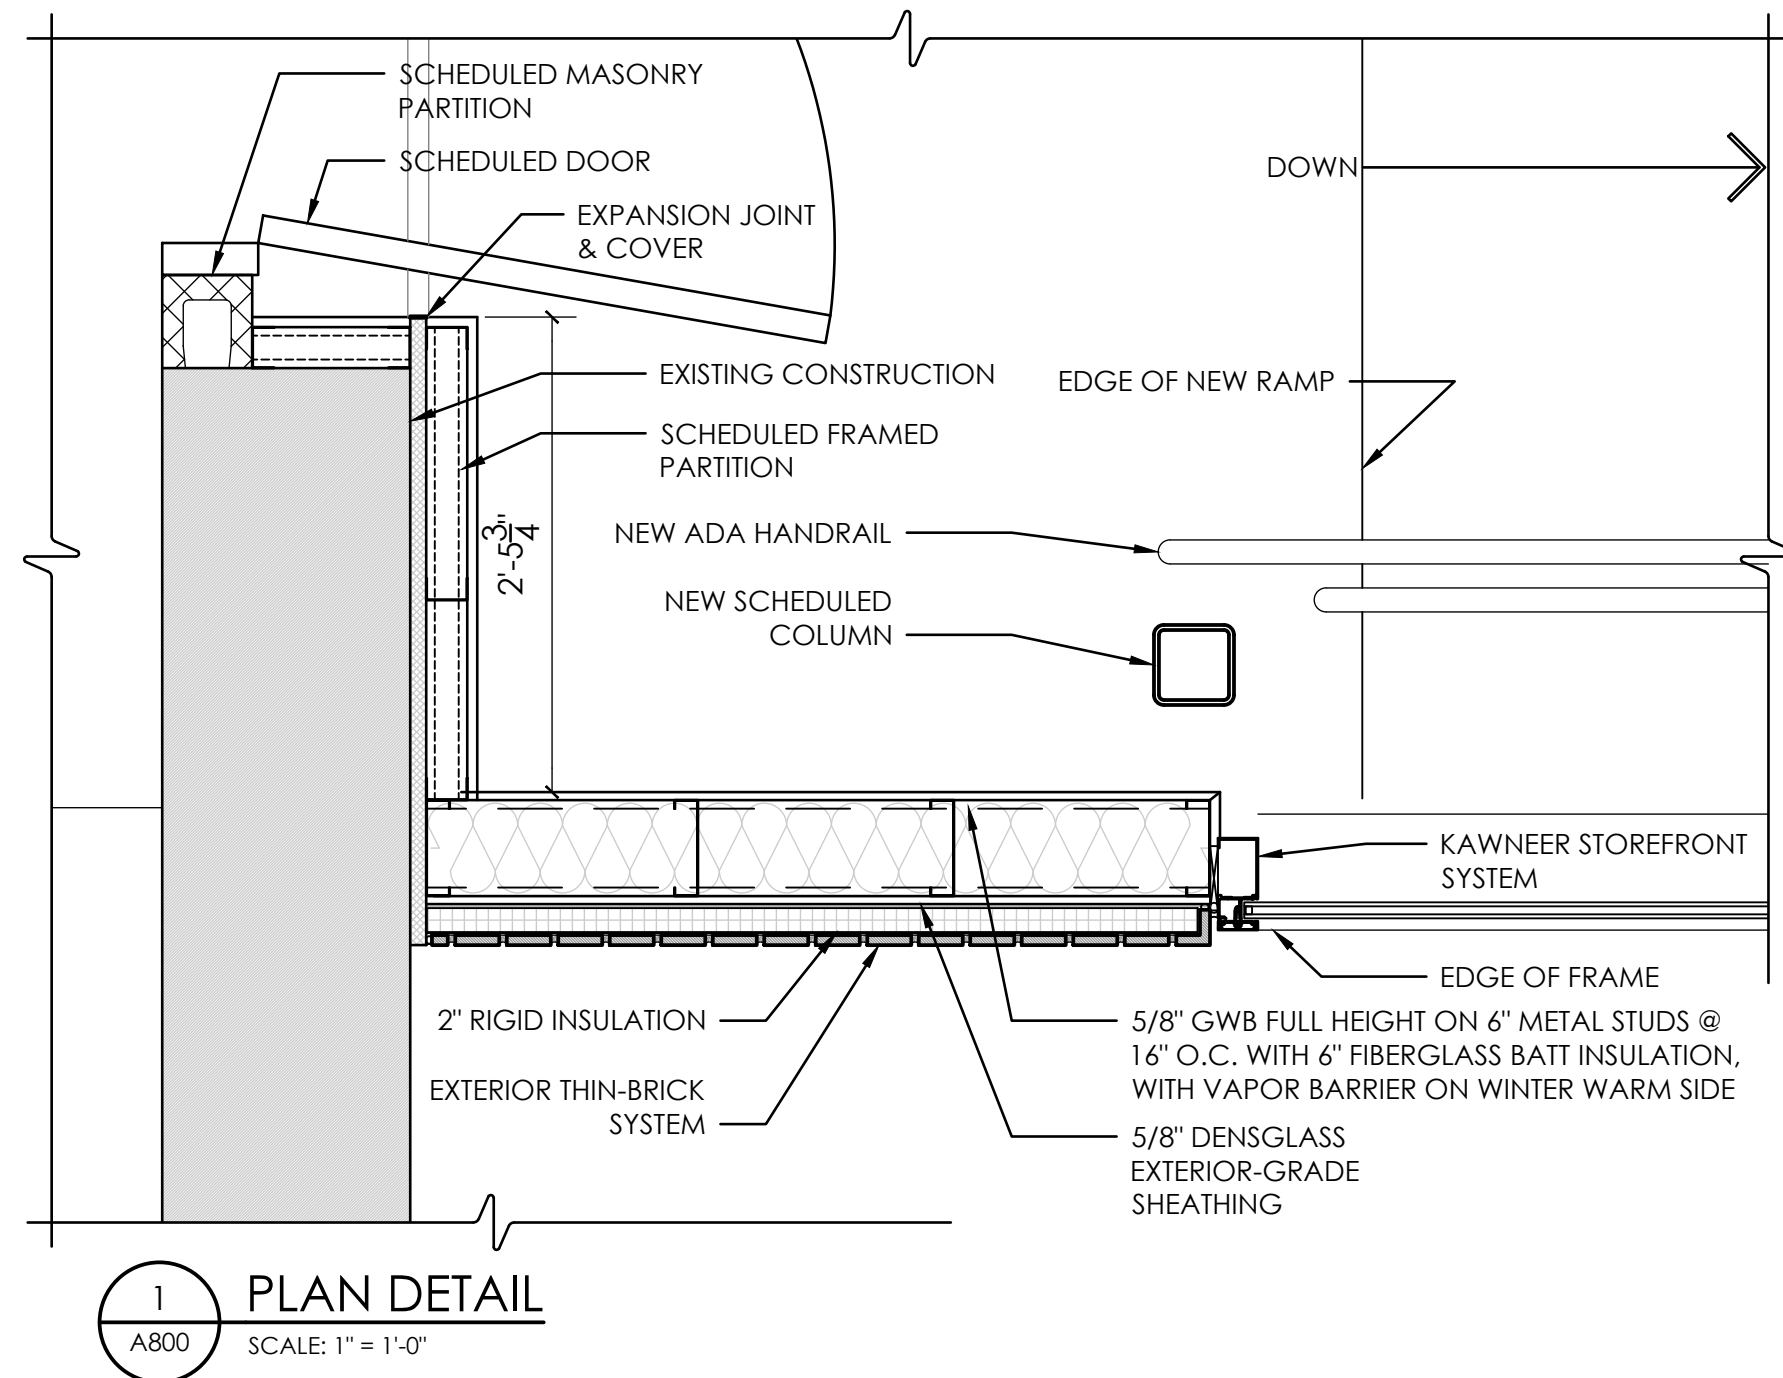 SCHEDULED MASONRY
PARTITION
SCHEDULED DOOR
DOWN
EXPANSION JOINT
& COVER
EXISTING CONSTRUCTION
EDGE OF NEW RAMP
SCHEDULED FRAMED
PARTITION
2'-5 3/4"
NEW ADA HANDRAIL
NEW SCHEDULED
COLUMN
KAWNEER STOREFRONT
SYSTEM
EDGE OF FRAME
2" RIGID INSULATION
5/8" GWB FULL HEIGHT ON 6" METAL STUDS @
16" O.C. WITH 6" FIBERGLASS BATT INSULATION,
WITH VAPOR BARRIER ON WINTER WARM SIDE
EXTERIOR THIN-BRICK
SYSTEM
5/8" DENSGLASS
EXTERIOR-GRADE
SHEATHING
1
A800
PLAN DETAIL
SCALE: 1" = 1'-0"